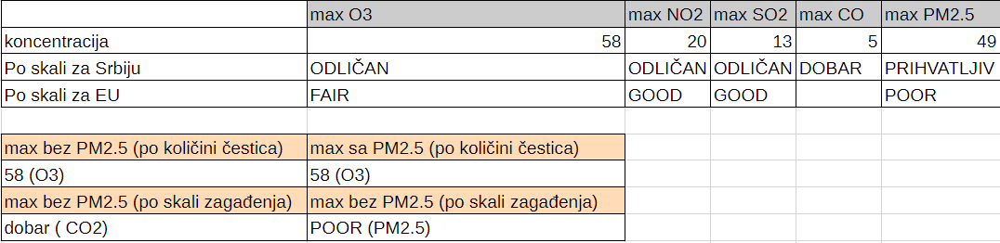 max O3 max NO2 max SO2 max CO max PM2.5
koncentracija 58 20 13 5 49
Po skali za Srbiju ODLIČAN ODLIČAN ODLIČAN DOBAR PRIHVATLJIV
Po skali za EU FAIR GOOD GOOD POOR
max bez PM2.5 (po količini čestica) max sa PM2.5 (po količini čestica)
58 (O3) 58 (O3)
max bez PM2.5 (po skali zagađenja) max bez PM2.5 (po skali zagađenja)
dobar ( CO2) POOR (PM2.5)